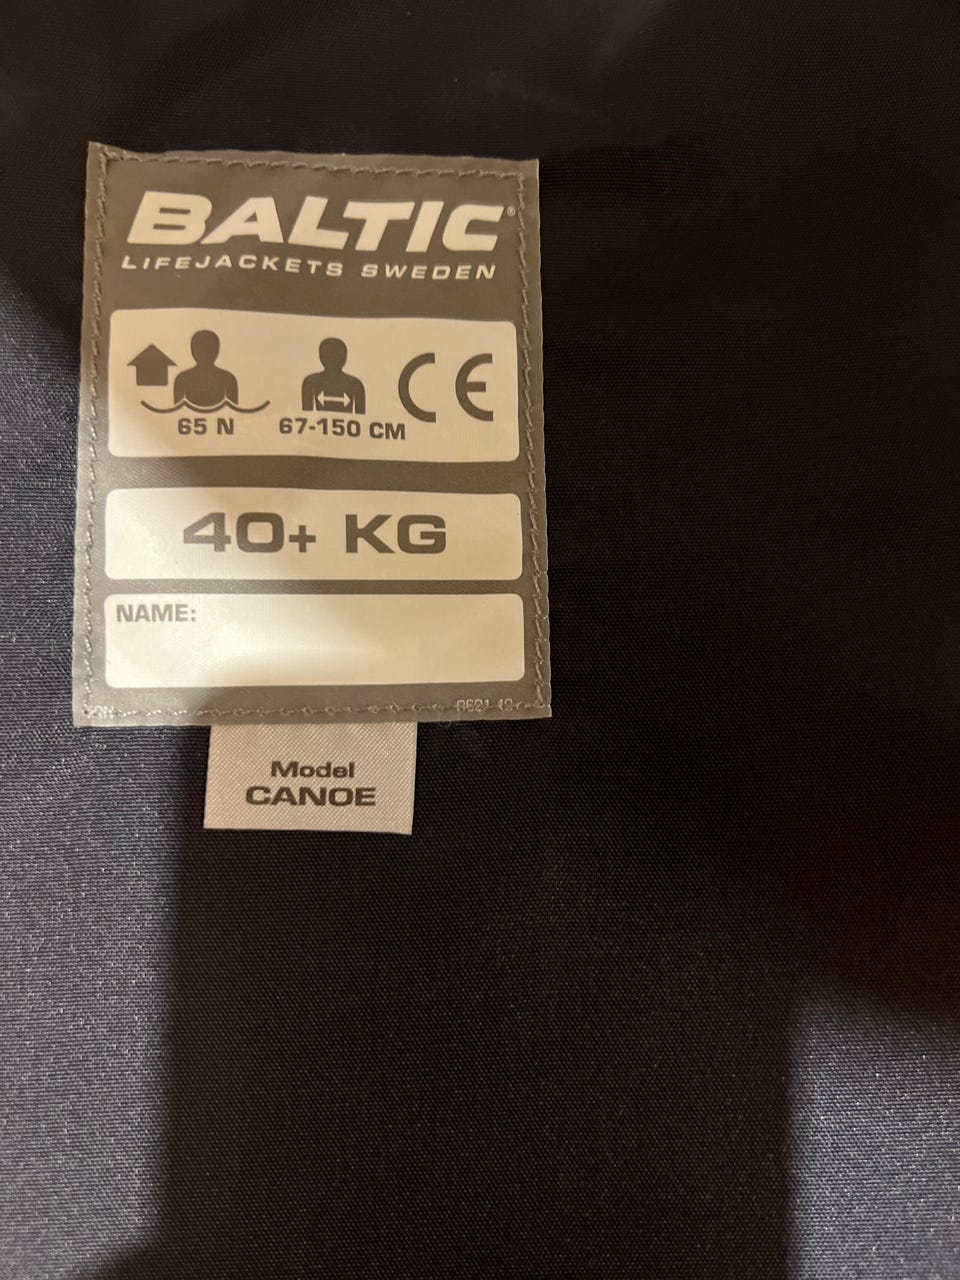 BALTIC®
LIFEJACKETS SWEDEN
CE
65 N
67-150 CM
40+ KG
NAME:
Model
CANOE